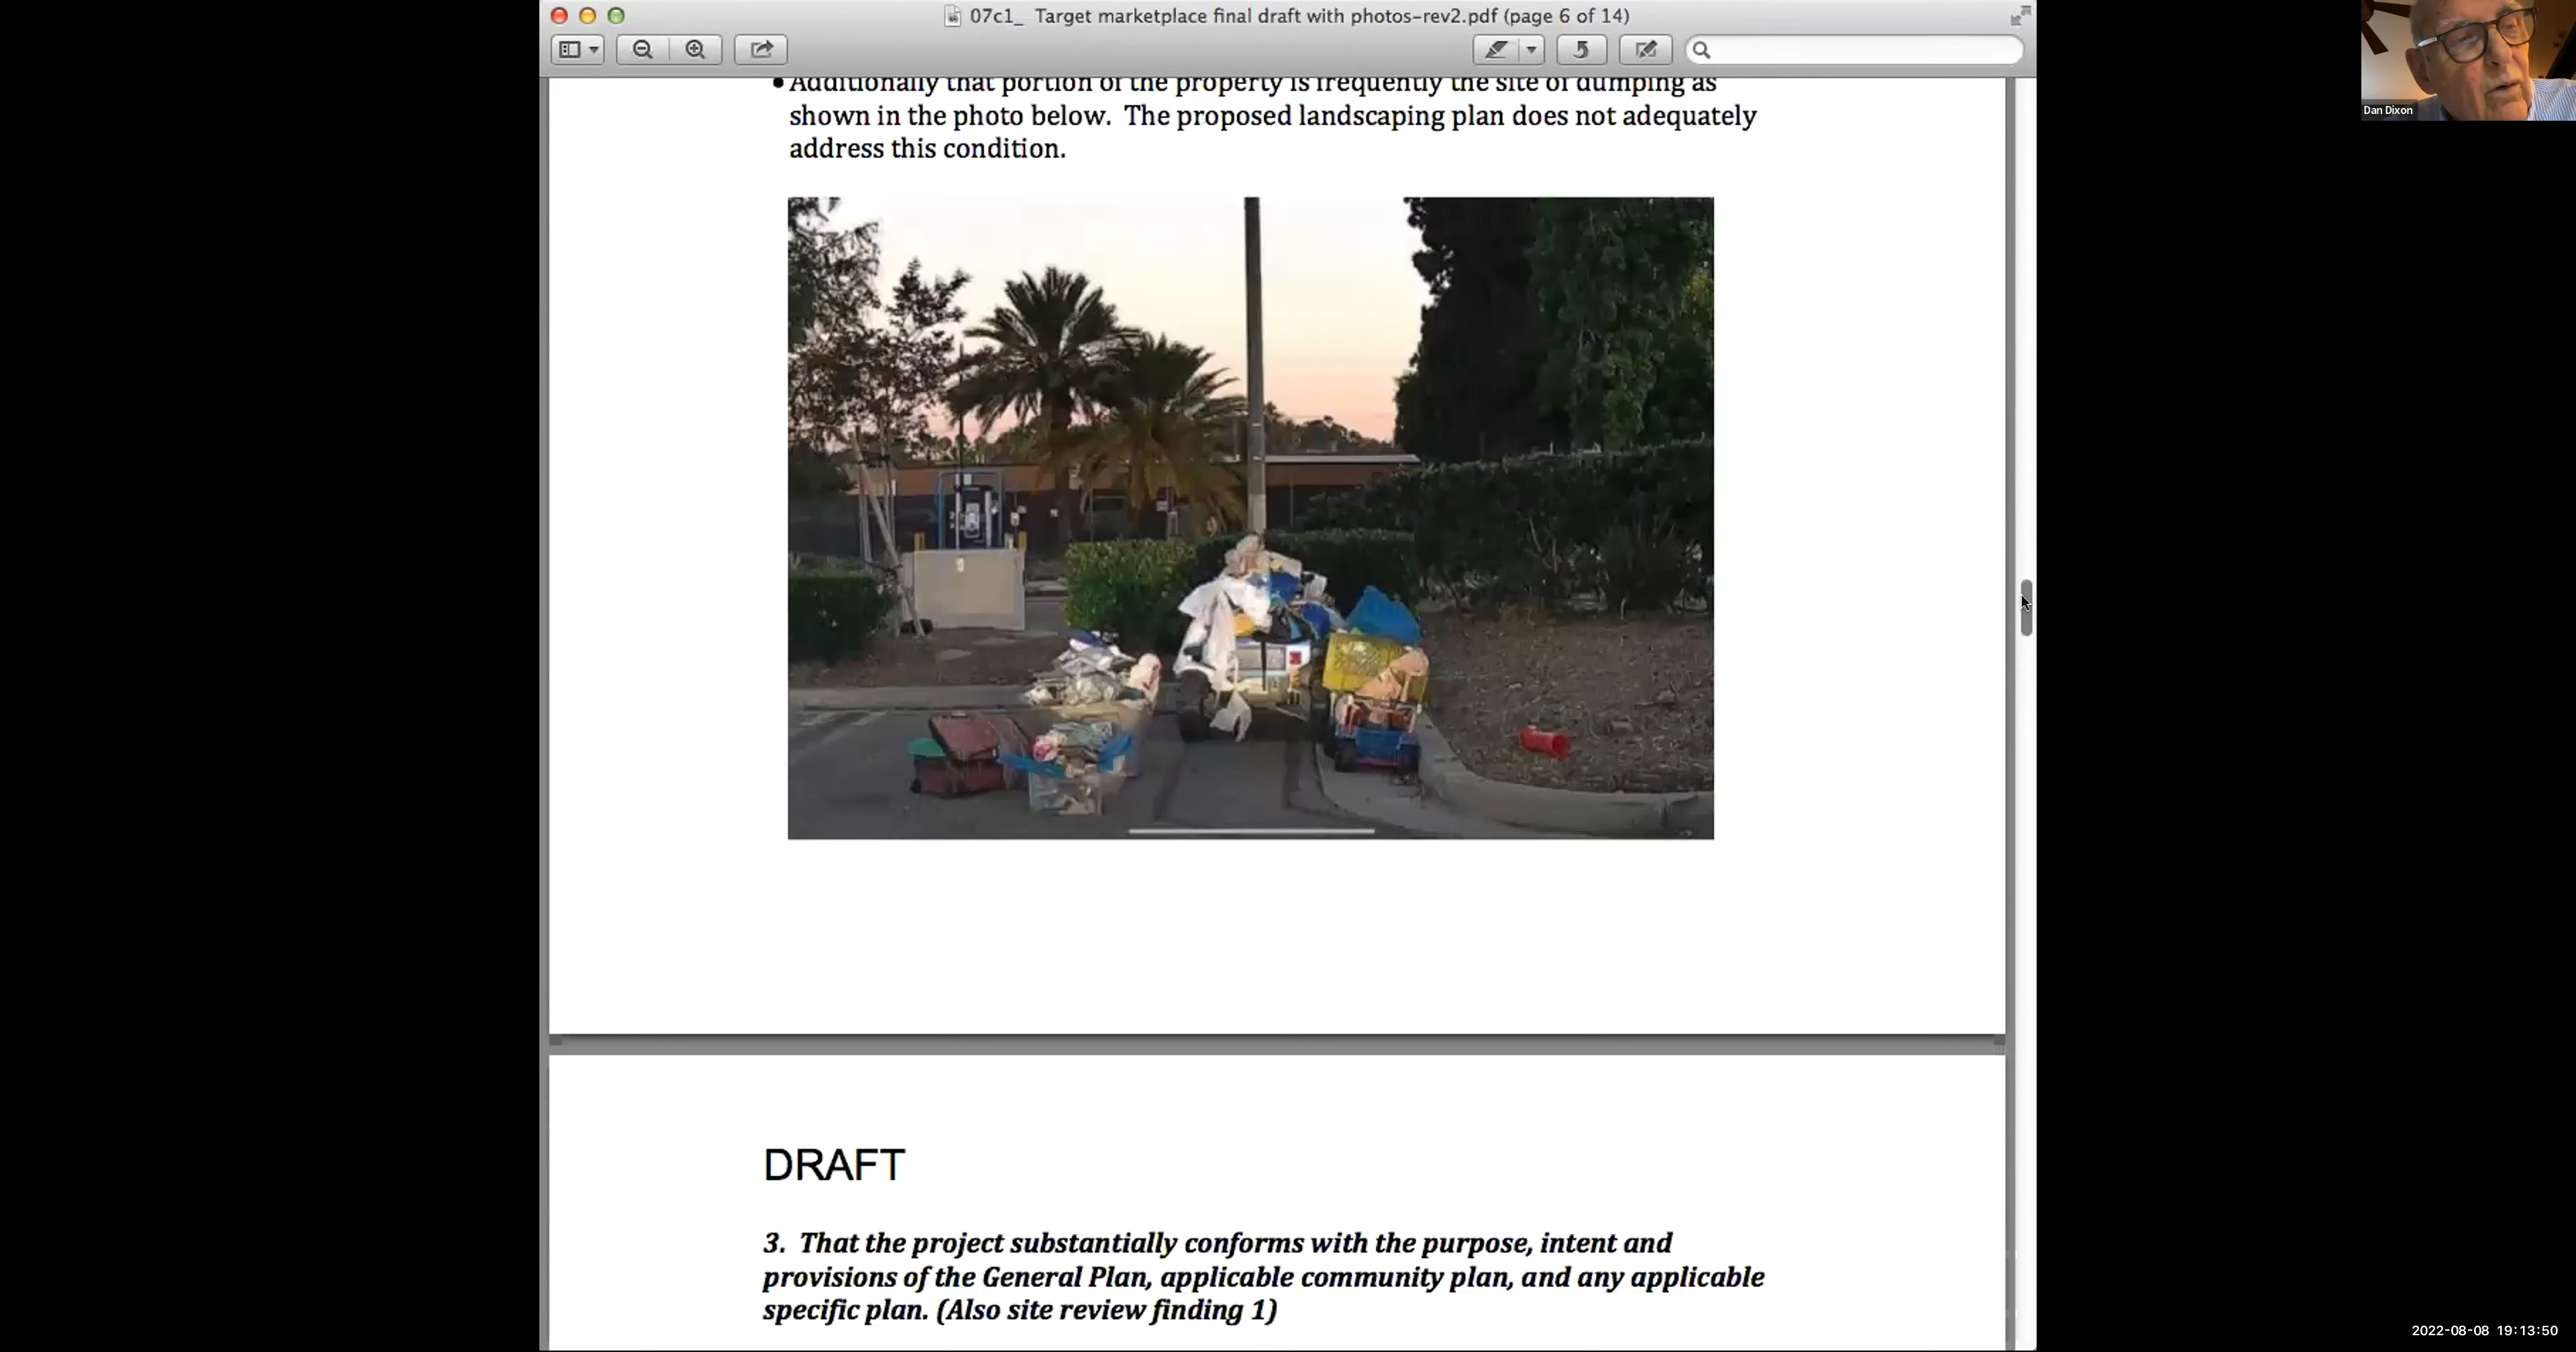 07c1_ Target marketplace final draft with photos-rev2.pdf (page 6 of 14)
Dan Dixon
• Additionally that portion of the property is frequently the site of dumping as
shown in the photo below. The proposed landscaping plan does not adequately
address this condition.
DRAFT
3. That the project substantially conforms with the purpose, intent and
provisions of the General Plan, applicable community plan, and any applicable
specific plan. (Also site review finding 1)
2022-08-08 19:13:50